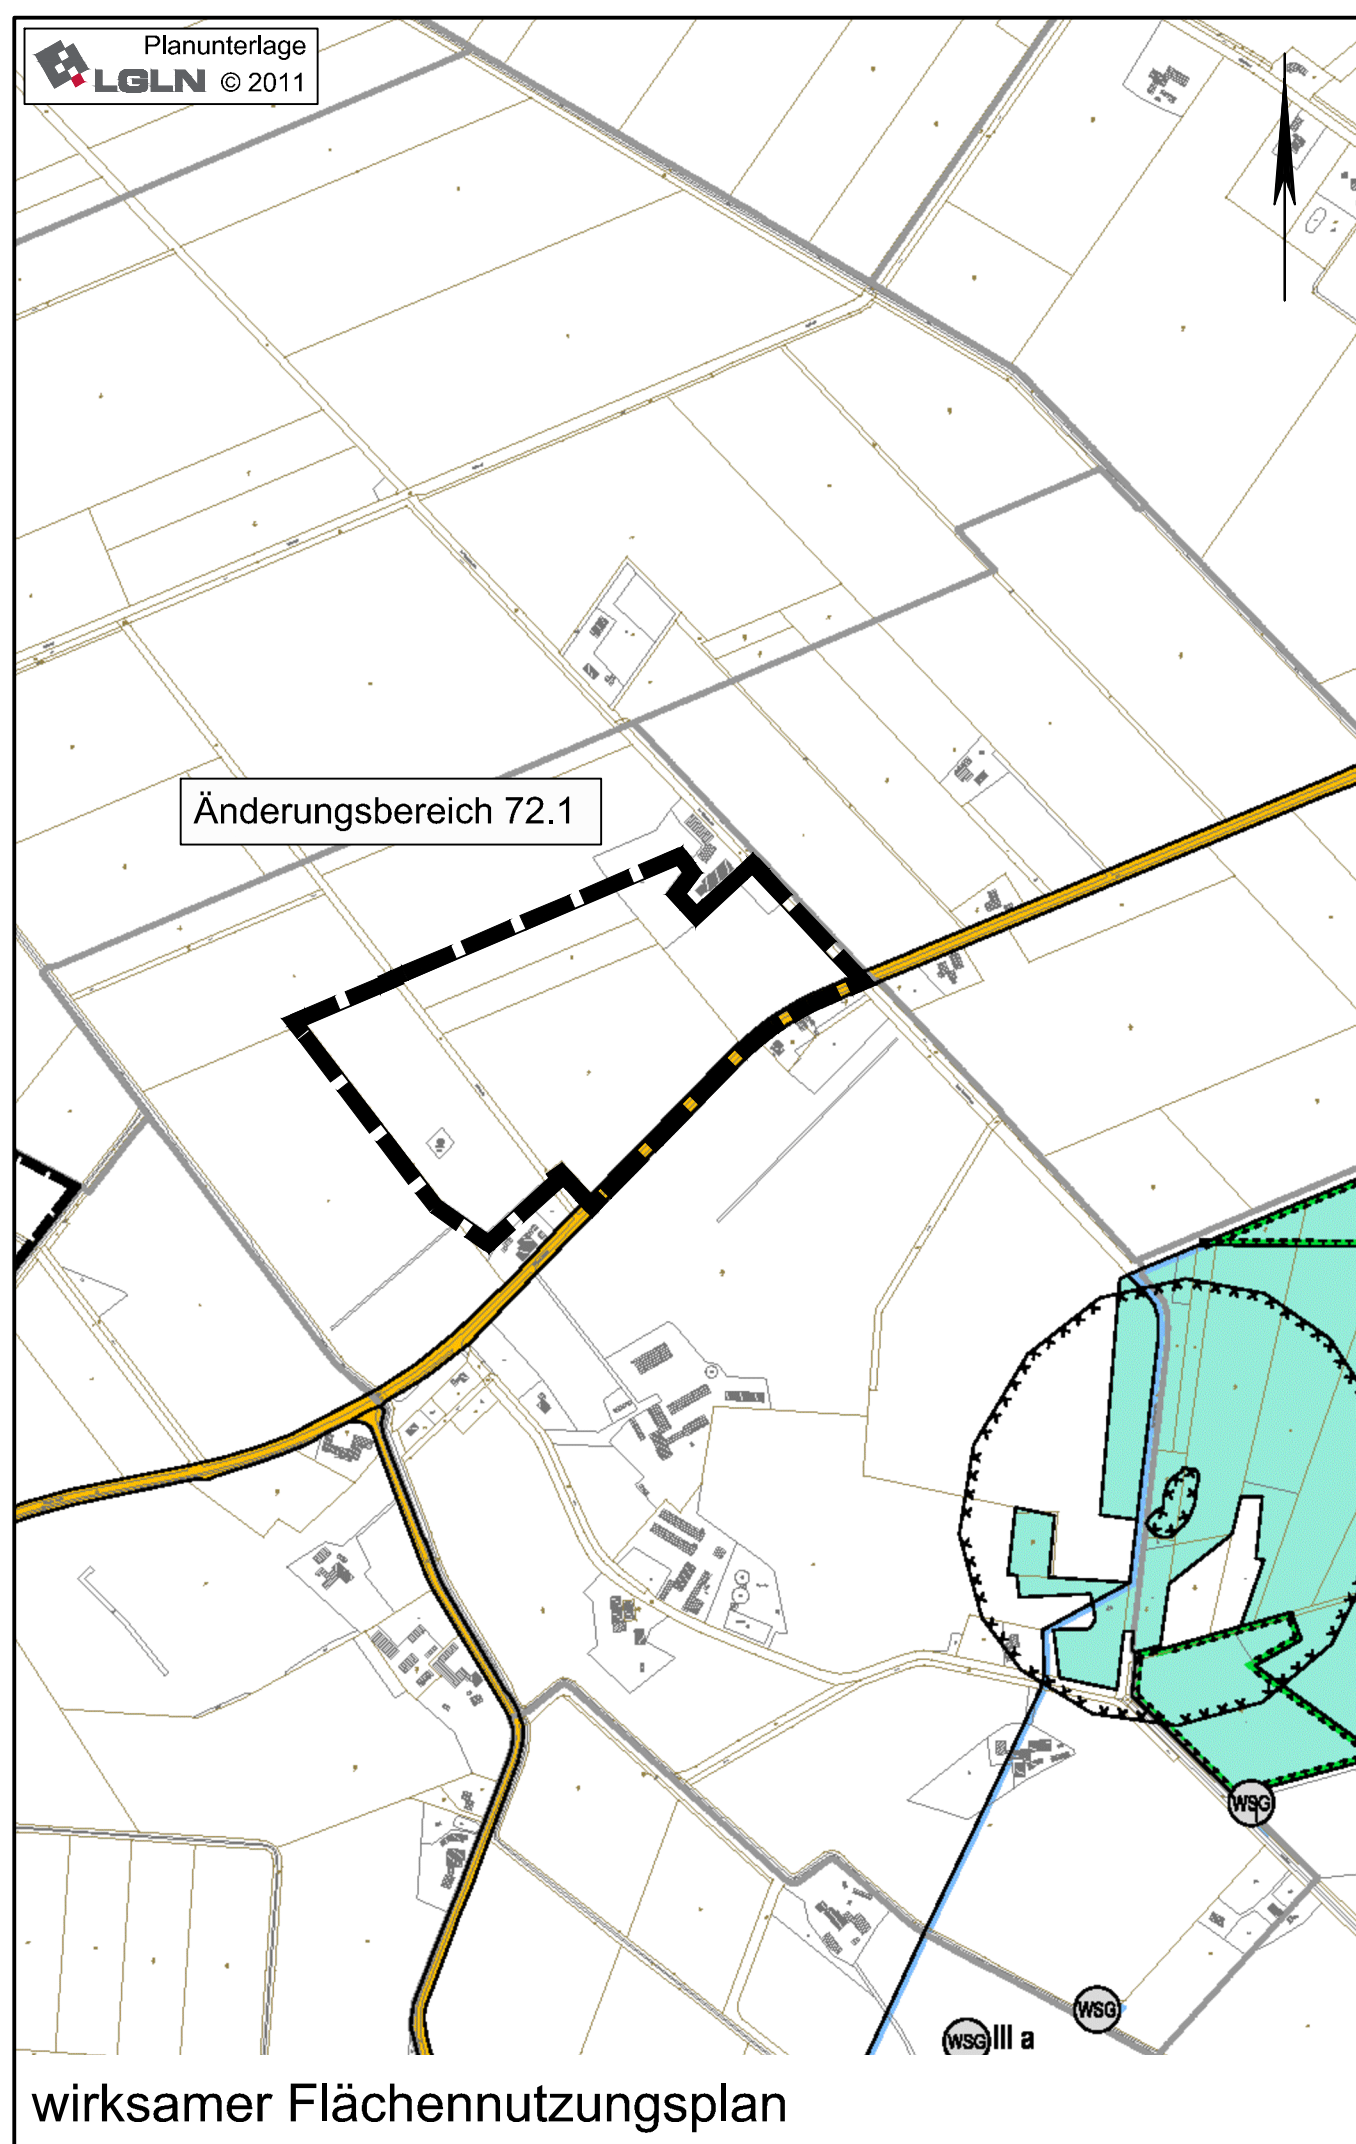 Planunterlage
LGLN © 2011
Änderungsbereich 72.1
WSG
WSG
WSG III a
wirksamer Flächennutzungsplan